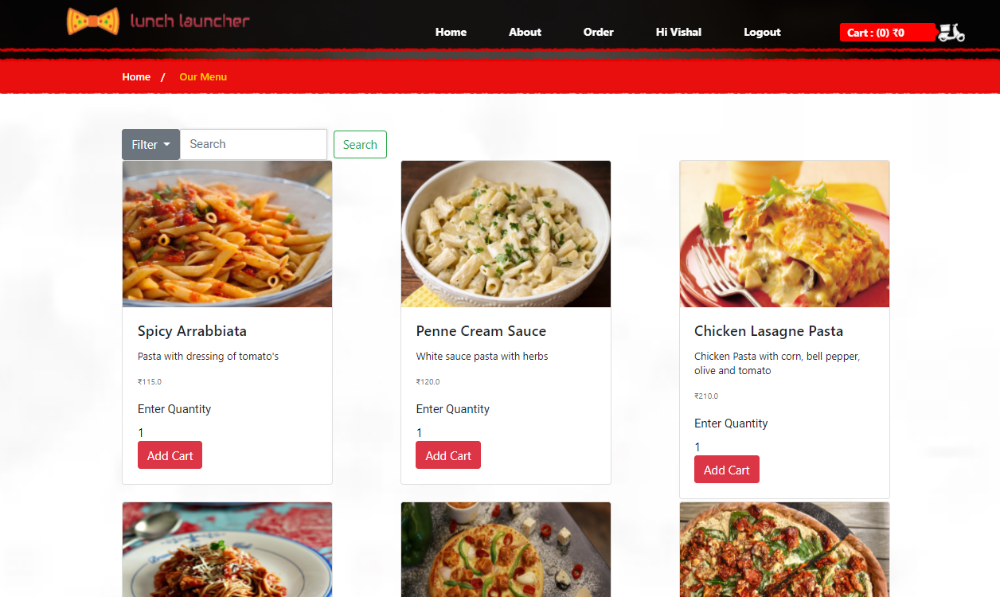 lunch launcher
Home About Order Hi Vishal Logout Cart : (0) ₹0
Home / Our Menu
Filter Search Search
Spicy Arrabbiata
Pasta with dressing of tomato's
₹115.0
Enter Quantity
1
Add Cart
Penne Cream Sauce
White sauce pasta with herbs
₹120.0
Enter Quantity
1
Add Cart
Chicken Lasagne Pasta
Chicken Pasta with corn, bell pepper,
olive and tomato
₹210.0
Enter Quantity
1
Add Cart